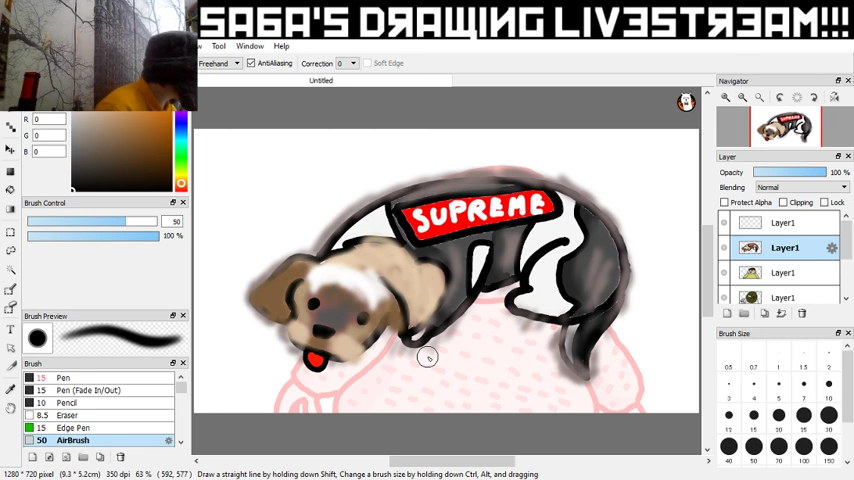 SAGA'S DRAWING LIVESTREAM!!!
Tool Window Help
Freehand AntiAliasing Correction 0 Soft Edge
Untitled
Navigator
R 0
G 0
B 0
Layer
Opacity 100 %
Blending Normal
Protect Alpha Clipping Lock
Layer1
Layer1
Layer1
Layer1
Brush Control
50
100 %
SUPREME
Brush Preview
Brush
15 Pen
15 Pen (Fade In/Out)
10 Pencil
8.5 Eraser
15 Edge Pen
50 AirBrush
Brush Size
0.5 0.7 1 1.5 2
3 4 5 7 10
12 15 20 25 30
40 50 70 100 150
1280 * 720 pixel (9.3 * 5.2cm) 350 dpi 63 % ( 592, 577 ) Draw a straight line by holding down Shift, Change a brush size by holding down Ctrl, Alt, and dragging